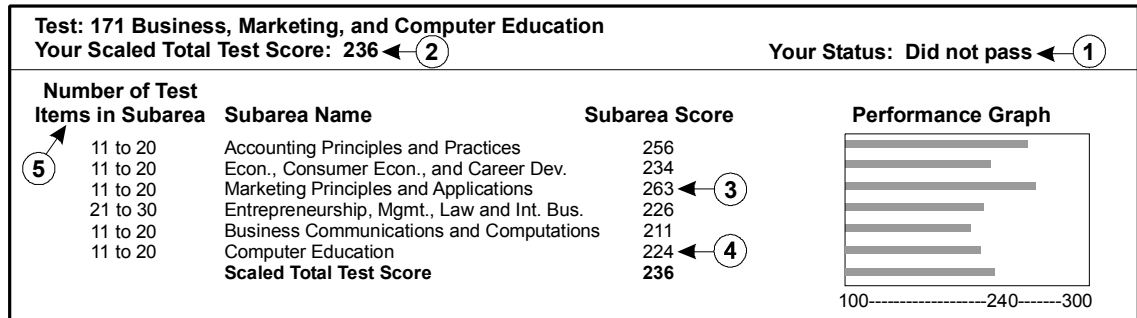 Test: 171 Business, Marketing, and Computer Education
Your Scaled Total Test Score: 236 2 Your Status: Did not pass 1
Number of Test
Items in Subarea Subarea Name Subarea Score Performance Graph
5 11 to 20 Accounting Principles and Practices 256
11 to 20 Econ., Consumer Econ., and Career Dev. 234
11 to 20 Marketing Principles and Applications 263 3
21 to 30 Entrepreneurship, Mgmt., Law and Int. Bus. 226
11 to 20 Business Communications and Computations 211
11 to 20 Computer Education 224 4
Scaled Total Test Score 236
100-------------------240-------300